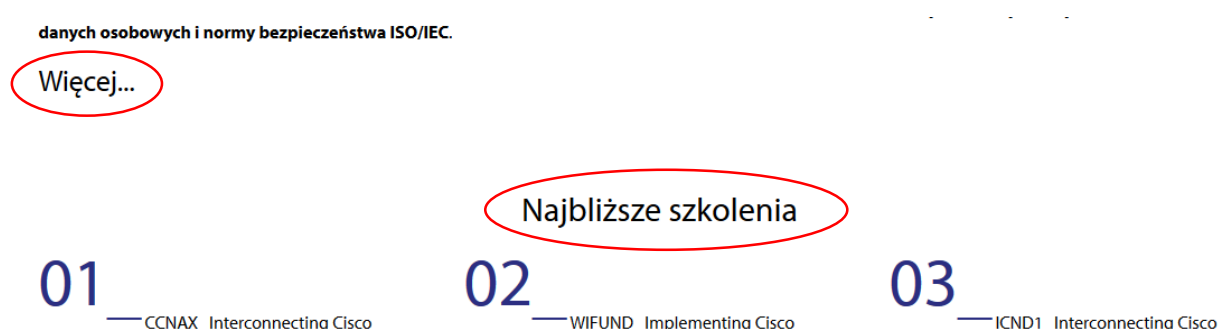 danych osobowych i normy bezpieczeństwa ISO/IEC.
Więcej...
Najbliższe szkolenia
01
CCNAX Interconnecting Cisco
02
WIFUND Implementing Cisco
03
ICND1 Interconnecting Cisco